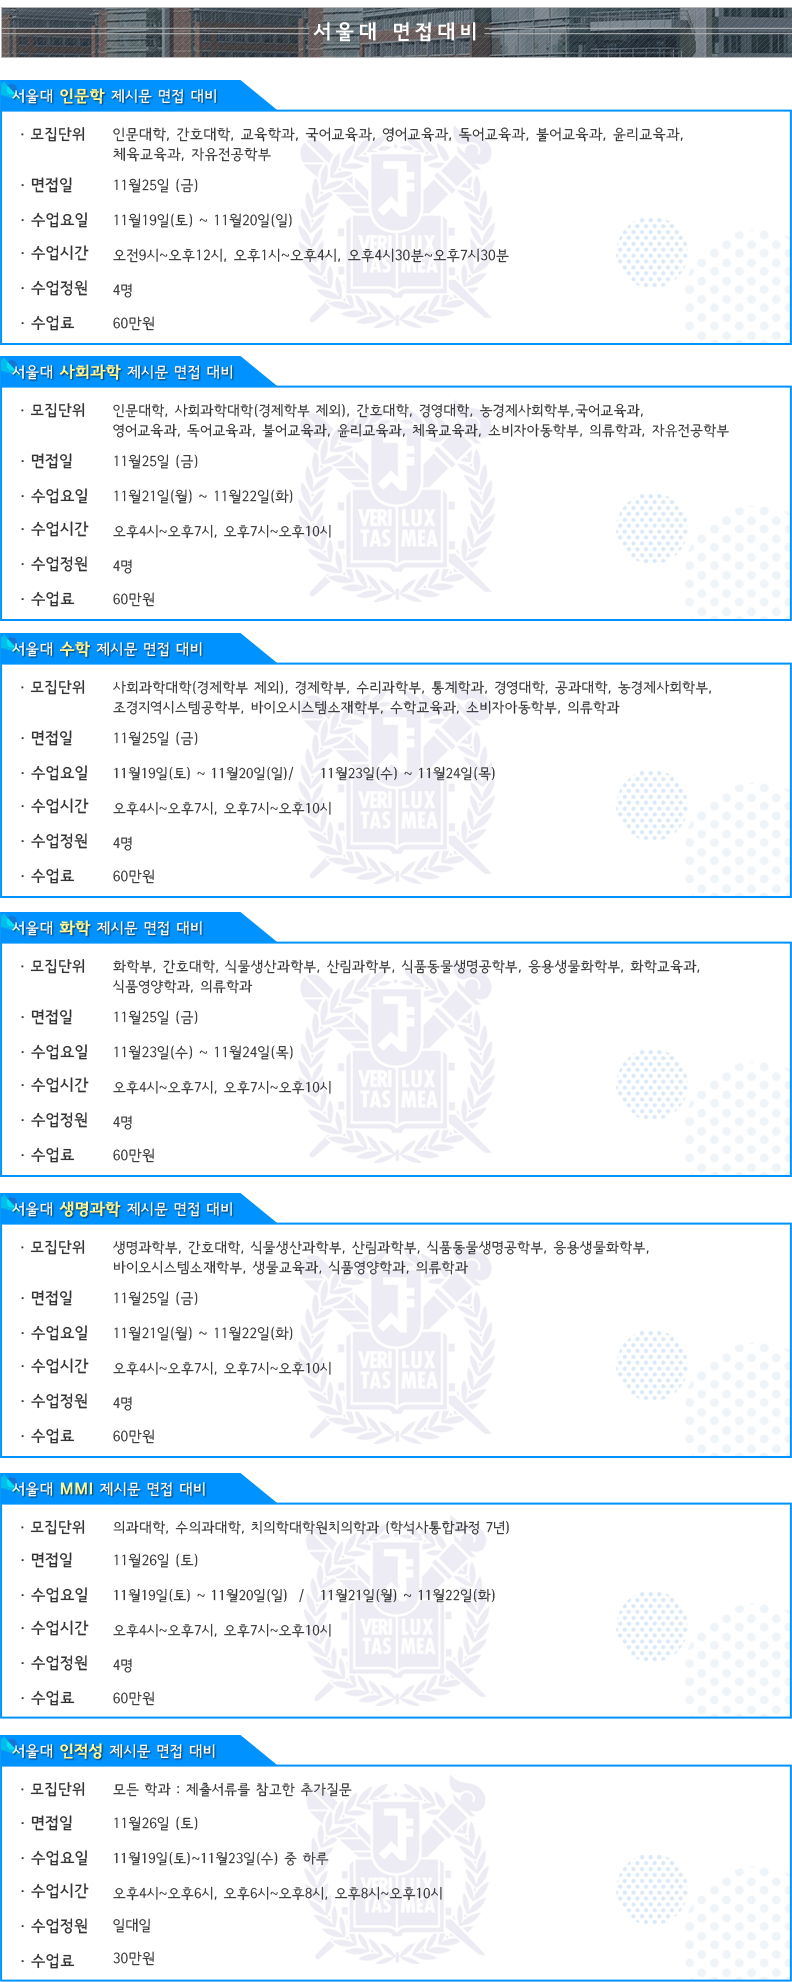 서울대 면접대비
서울대 인문학 제시문 면접 대비
· 모집단위 인문대학, 간호대학, 교육학과, 국어교육과, 영어교육과, 독어교육과, 불어교육과, 윤리교육과,
체육교육과, 자유전공학부
· 면접일 11월25일 (금)
· 수업요일 11월19일(토) ~ 11월20일(일)
· 수업시간 오전9시~오후12시, 오후1시~오후4시, 오후4시30분~오후7시30분
· 수업정원 4명
· 수업료 60만원
서울대 사회과학 제시문 면접 대비
· 모집단위 인문대학, 사회과학대학(경제학부 제외), 간호대학, 경영대학, 농경제사회학부,국어교육과,
영어교육과, 독어교육과, 불어교육과, 윤리교육과, 체육교육과, 소비자아동학부, 의류학과, 자유전공학부
· 면접일 11월25일 (금)
· 수업요일 11월21일(월) ~ 11월22일(화)
· 수업시간 오후4시~오후7시, 오후7시~오후10시
· 수업정원 4명
· 수업료 60만원
서울대 수학 제시문 면접 대비
· 모집단위 사회과학대학(경제학부 제외), 경제학부, 수리과학부, 통계학과, 경영대학, 공과대학, 농경제사회학부,
조경지역시스템공학부, 바이오시스템소재학부, 수학교육과, 소비자아동학부, 의류학과
· 면접일 11월25일 (금)
· 수업요일 11월19일(토) ~ 11월20일(일)/ 11월23일(수) ~ 11월24일(목)
· 수업시간 오후4시~오후7시, 오후7시~오후10시
· 수업정원 4명
· 수업료 60만원
서울대 화학 제시문 면접 대비
· 모집단위 화학부, 간호대학, 식물생산과학부, 산림과학부, 식품동물생명공학부, 응용생물화학부, 화학교육과,
식품영양학과, 의류학과
· 면접일 11월25일 (금)
· 수업요일 11월23일(수) ~ 11월24일(목)
· 수업시간 오후4시~오후7시, 오후7시~오후10시
· 수업정원 4명
· 수업료 60만원
서울대 생명과학 제시문 면접 대비
· 모집단위 생명과학부, 간호대학, 식물생산과학부, 산림과학부, 식품동물생명공학부, 응용생물화학부,
바이오시스템소재학부, 생물교육과, 식품영양학과, 의류학과
· 면접일 11월25일 (금)
· 수업요일 11월21일(월) ~ 11월22일(화)
· 수업시간 오후4시~오후7시, 오후7시~오후10시
· 수업정원 4명
· 수업료 60만원
서울대 MMI 제시문 면접 대비
· 모집단위 의과대학, 수의과대학, 치의학대학원치의학과 (학석사통합과정 7년)
· 면접일 11월26일 (토)
· 수업요일 11월19일(토) ~ 11월20일(일) / 11월21일(월) ~ 11월22일(화)
· 수업시간 오후4시~오후7시, 오후7시~오후10시
· 수업정원 4명
· 수업료 60만원
서울대 인적성 제시문 면접 대비
· 모집단위 모든 학과 : 제출서류를 참고한 추가질문
· 면접일 11월26일 (토)
· 수업요일 11월19일(토)~11월23일(수) 중 하루
· 수업시간 오후4시~오후6시, 오후6시~오후8시, 오후8시~오후10시
· 수업정원 일대일
· 수업료 30만원